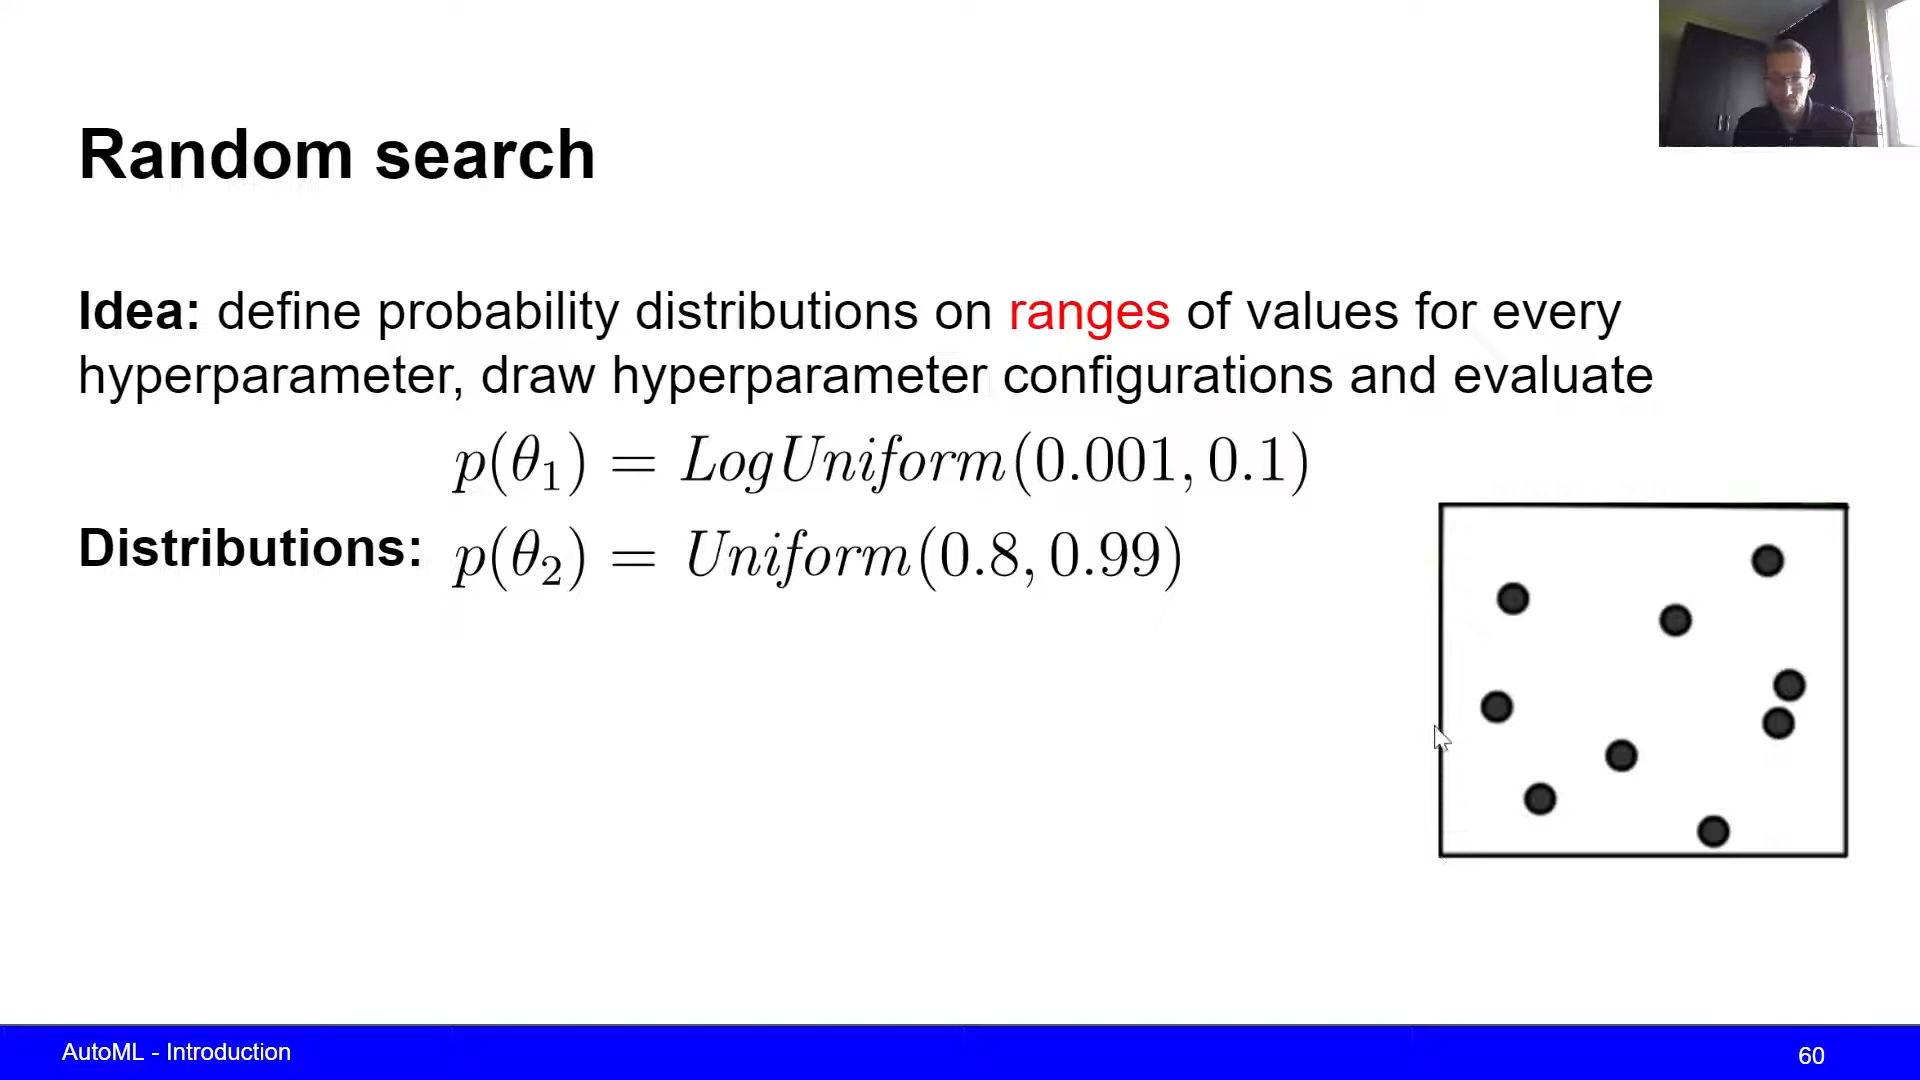 Random search
Idea: define probability distributions on ranges of values for every
hyperparameter, draw hyperparameter configurations and evaluate
p(θ₁) = LogUniform(0.001, 0.1)
Distributions: p(θ₂) = Uniform(0.8, 0.99)
AutoML - Introduction
60